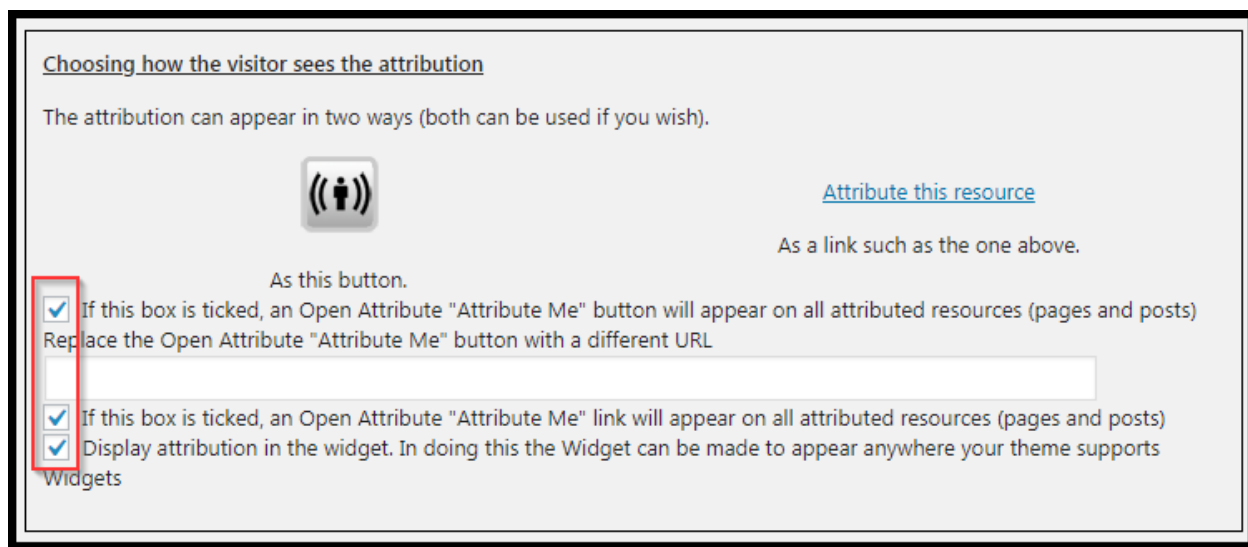 Choosing how the visitor sees the attribution
The attribution can appear in two ways (both can be used if you wish).
Attribute this resource
As a link such as the one above.
As this button.
If this box is ticked, an Open Attribute "Attribute Me" button will appear on all attributed resources (pages and posts)
Replace the Open Attribute "Attribute Me" button with a different URL
If this box is ticked, an Open Attribute "Attribute Me" link will appear on all attributed resources (pages and posts)
Display attribution in the widget. In doing this the Widget can be made to appear anywhere your theme supports
Widgets